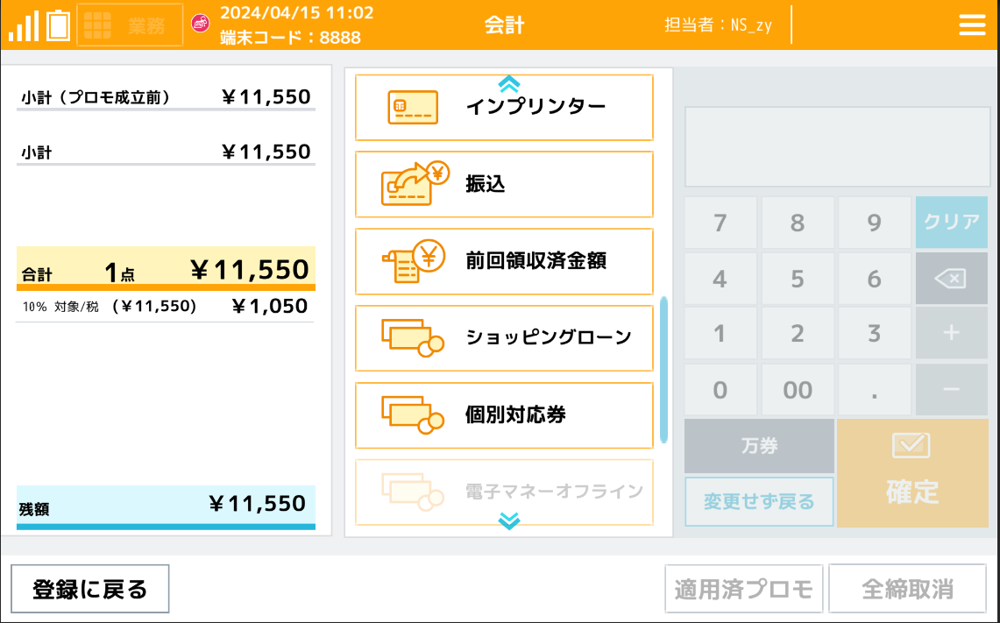 業務
2024/04/15 11:02
端末コード：8888
会計
担当者：NS_zy
小計（プロモ成立前） ￥11,550
小計 ￥11,550
合計 1点 ￥11,550
10% 対象/税 (￥11,550) ￥1,050
残額 ￥11,550
インプリンター
振込
前回領収済金額
ショッピングローン
個別対応券
電子マネーオフライン
7 8 9 クリア
4 5 6
1 2 3 +
0 00 . −
万券
変更せず戻る
確定
登録に戻る
適用済プロモ
全締取消